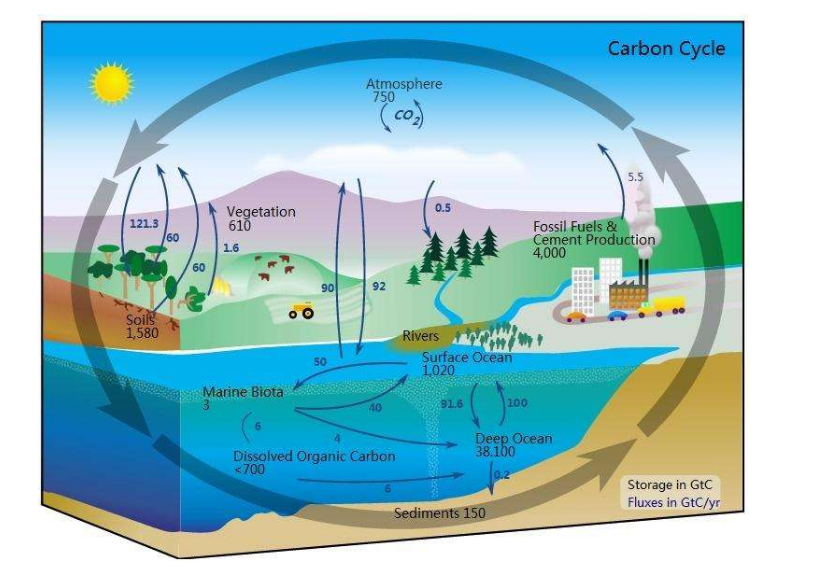 Carbon Cycle
Atmosphere
750
CO2
5.5
121.3
60
Vegetation
610
0.5
1.6
60
Fossil Fuels &
Cement Production
4,000
90
92
Soils
1,580
Rivers
Surface Ocean
1,020
50
Marine Biota
3
40
91.6
100
6
4
Deep Ocean
38.100
Dissolved Organic Carbon
<700
0.2
6
Sediments 150
Storage in GtC
Fluxes in GtC/yr